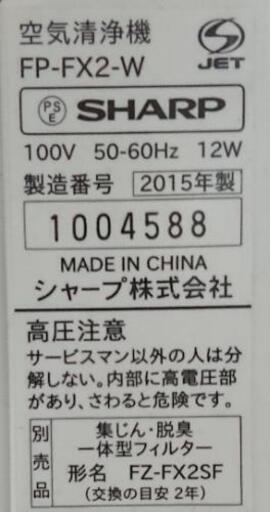 空気清浄機
JET
FP-FX2-W
PS E SHARP
100V 50-60Hz 12W
製造番号 2015年製
1004588
MADE IN CHINA
シャープ株式会社
高圧注意
サービスマン以外の人は分
解しない。内部に高電圧部
があり、さわると危険です。
別売品
集じん・脱臭
一体型フィルター
形名 FZ-FX2SF
(交換の目安 2年)